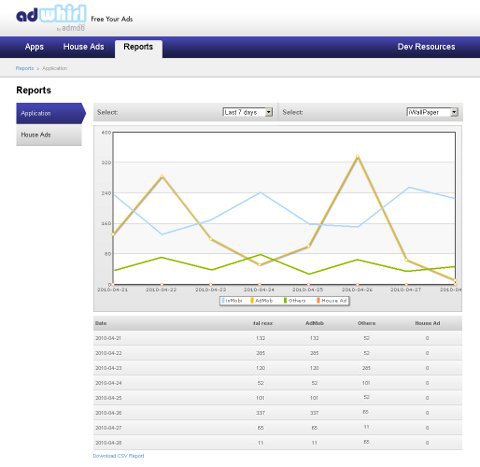 adwhirl Free Your Ads
by admob
Apps House Ads Reports Dev Resources
Reports » Application
Reports
Application
House Ads
Select: Last 7 days Select: iWallPaper
400
320
240
160
80
0
2010-04-21 2010-04-22 2010-04-23 2010-04-24 2010-04-25 2010-04-26 2010-04-27 2010-04
InMobi AdMob Others House Ad
Date AdMob Others House Ad
2010-04-21 132 132 52 0
2010-04-22 285 285 52 0
2010-04-23 120 120 285 0
2010-04-24 52 52 101 0
2010-04-25 101 101 52 0
2010-04-26 337 337 65 0
2010-04-27 65 65 11 0
2010-04-28 11 11 65 0
Download CSV Report